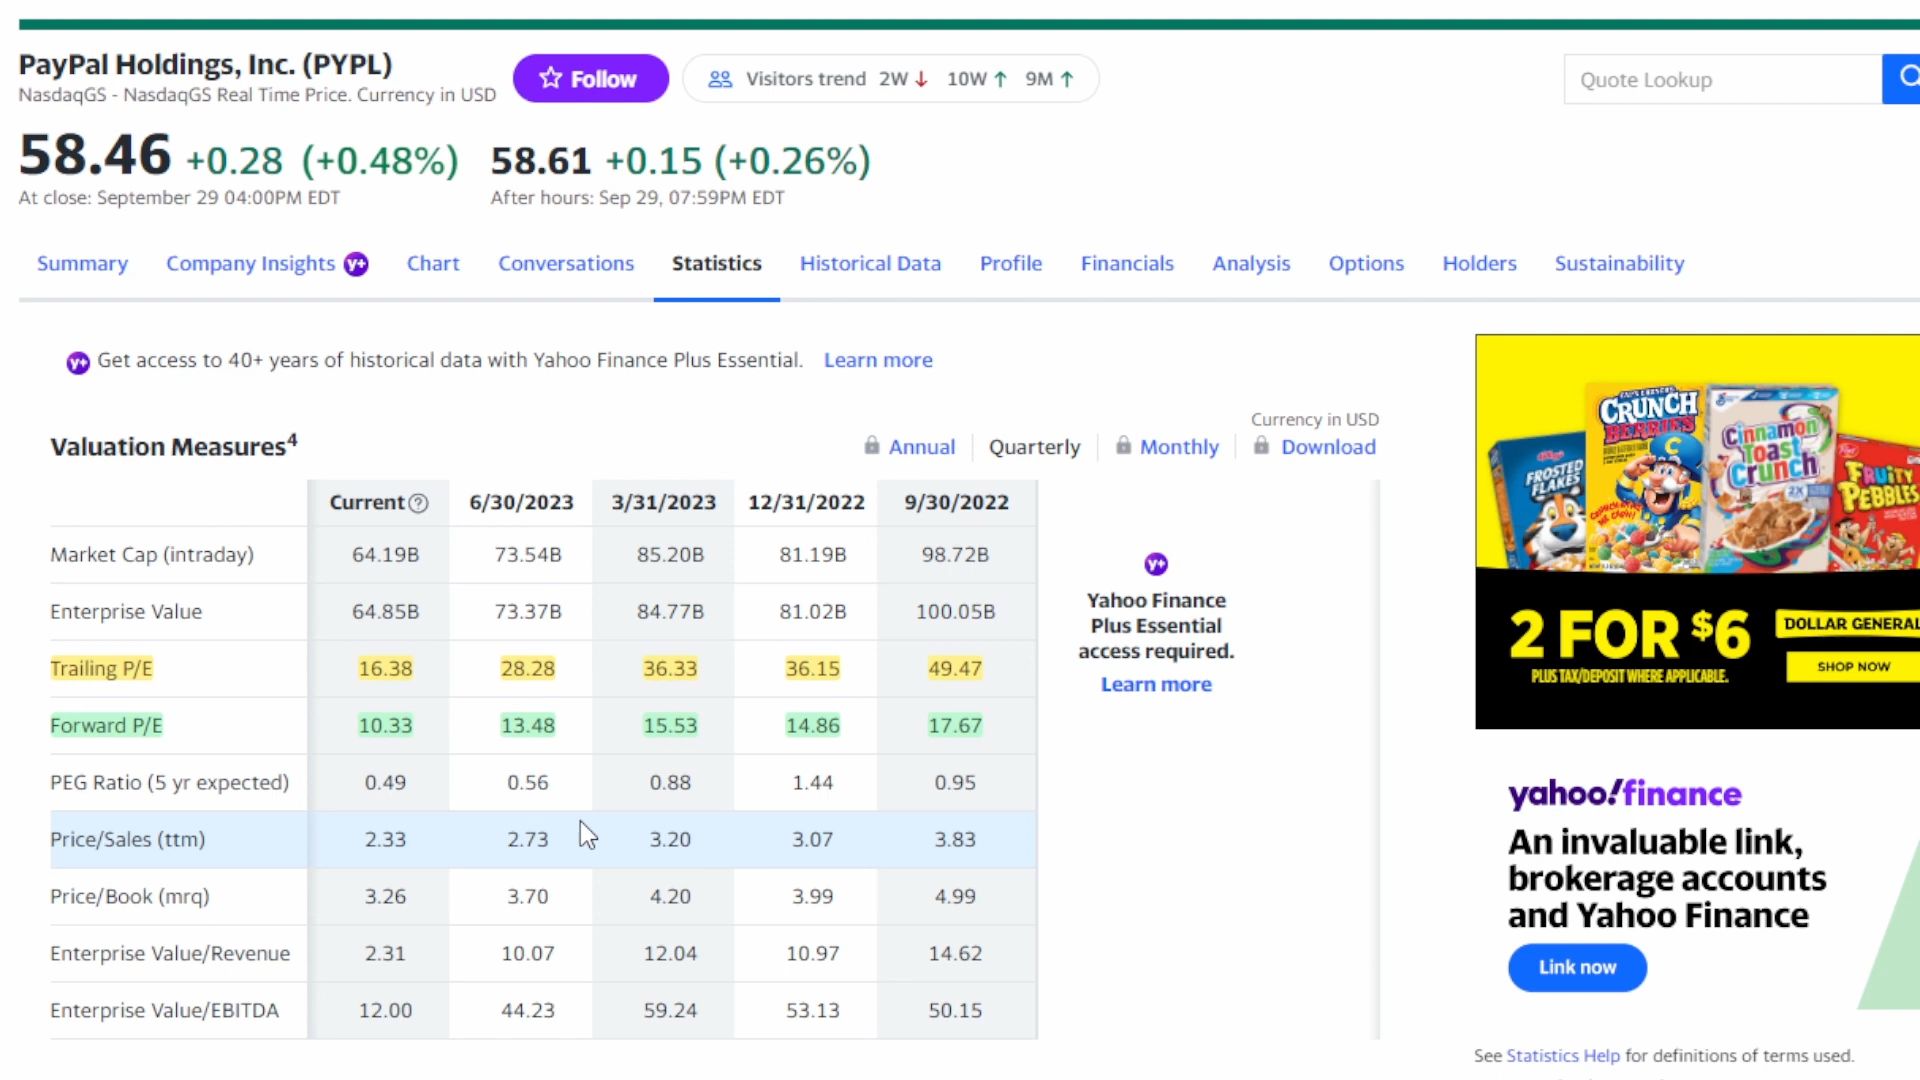 PayPal Holdings, Inc. (PYPL)
NasdaqGS - NasdaqGS Real Time Price. Currency in USD
Follow
Visitors trend 2W ↓ 10W ↑ 9M ↑
Quote Lookup
58.46 +0.28 (+0.48%)
At close: September 29 04:00PM EDT
58.61 +0.15 (+0.26%)
After hours: Sep 29, 07:59PM EDT
Summary Company Insights y+ Chart Conversations Statistics Historical Data Profile Financials Analysis Options Holders Sustainability
y+ Get access to 40+ years of historical data with Yahoo Finance Plus Essential. Learn more
Currency in USD
Valuation Measures4 Annual Quarterly Monthly Download
Current ? 6/30/2023 3/31/2023 12/31/2022 9/30/2022
Market Cap (intraday) 64.19B 73.54B 85.20B 81.19B 98.72B
Enterprise Value 64.85B 73.37B 84.77B 81.02B 100.05B
Trailing P/E 16.38 28.28 36.33 36.15 49.47
Forward P/E 10.33 13.48 15.53 14.86 17.67
PEG Ratio (5 yr expected) 0.49 0.56 0.88 1.44 0.95
Price/Sales (ttm) 2.33 2.73 3.20 3.07 3.83
Price/Book (mrq) 3.26 3.70 4.20 3.99 4.99
Enterprise Value/Revenue 2.31 10.07 12.04 10.97 14.62
Enterprise Value/EBITDA 12.00 44.23 59.24 53.13 50.15
y+
Yahoo Finance
Plus Essential
access required.
Learn more
FROSTED
FLAKES
CRUNCH
BERRIES
Cinnamon
Toast
Crunch
FRUITY
PEBBLES
2 FOR $6
PLUS TAX/DEPOSIT WHERE APPLICABLE.
DOLLAR GENERAL
SHOP NOW
yahoo!finance
An invaluable link,
brokerage accounts
and Yahoo Finance
Link now
See Statistics Help for definitions of terms used.